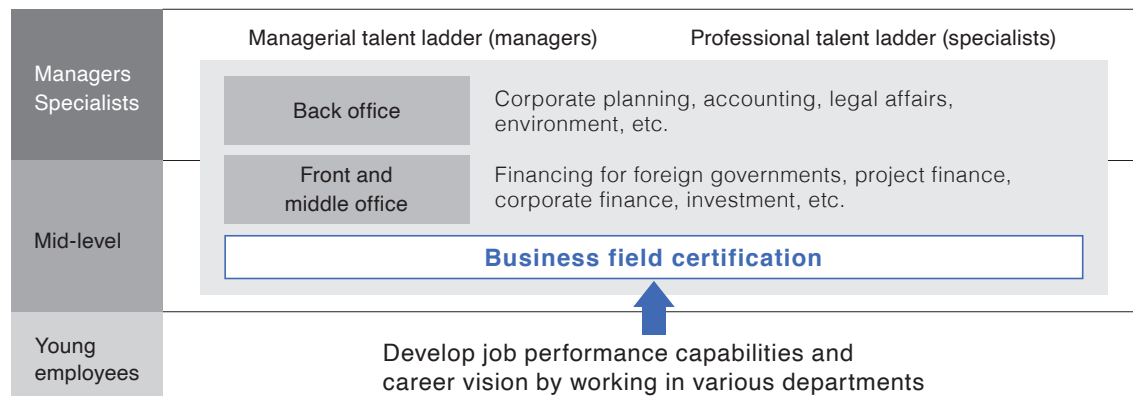 Managerial talent ladder (managers)
Professional talent ladder (specialists)
Managers
Specialists
Back office
Corporate planning, accounting, legal affairs,
environment, etc.
Front and
middle office
Financing for foreign governments, project finance,
corporate finance, investment, etc.
Mid-level
Business field certification
Young
employees
Develop job performance capabilities and
career vision by working in various departments